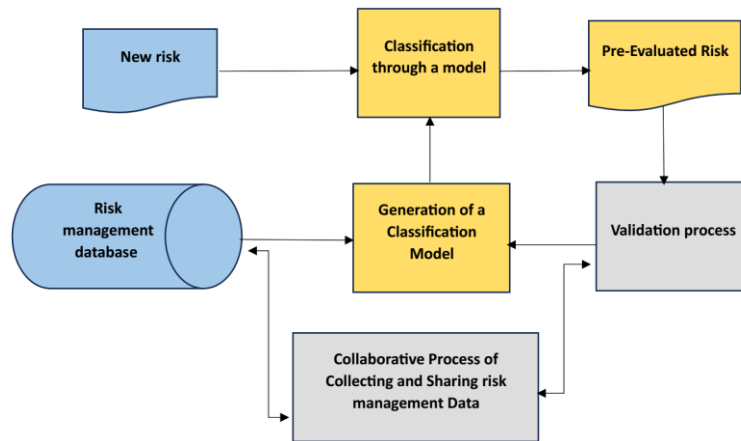 New risk
Classification
through a model
Pre-Evaluated Risk
Risk
management
database
Generation of a
Classification
Model
Validation process
Collaborative Process of
Collecting and Sharing risk
management Data